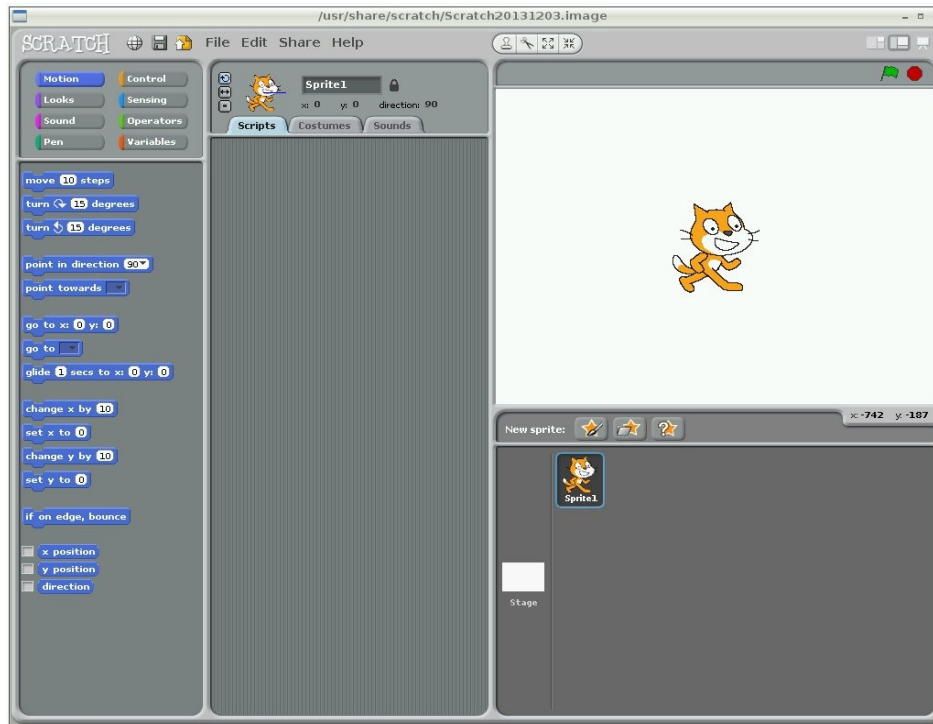 /usr/share/scratch/Scratch20131203.image
SCRATCH File Edit Share Help
Motion Control
Looks Sensing
Sound Operators
Pen Variables
Sprite1
x: 0 y: 0 direction: 90
Scripts Costumes Sounds
move 10 steps
turn 15 degrees
turn 15 degrees
point in direction 90
point towards
go to x: 0 y: 0
go to
glide 1 secs to x: 0 y: 0
change x by 10
set x to 0
change y by 10
set y to 0
if on edge, bounce
x position
y position
direction
x: -742 y: -187
New sprite:
Sprite1
Stage